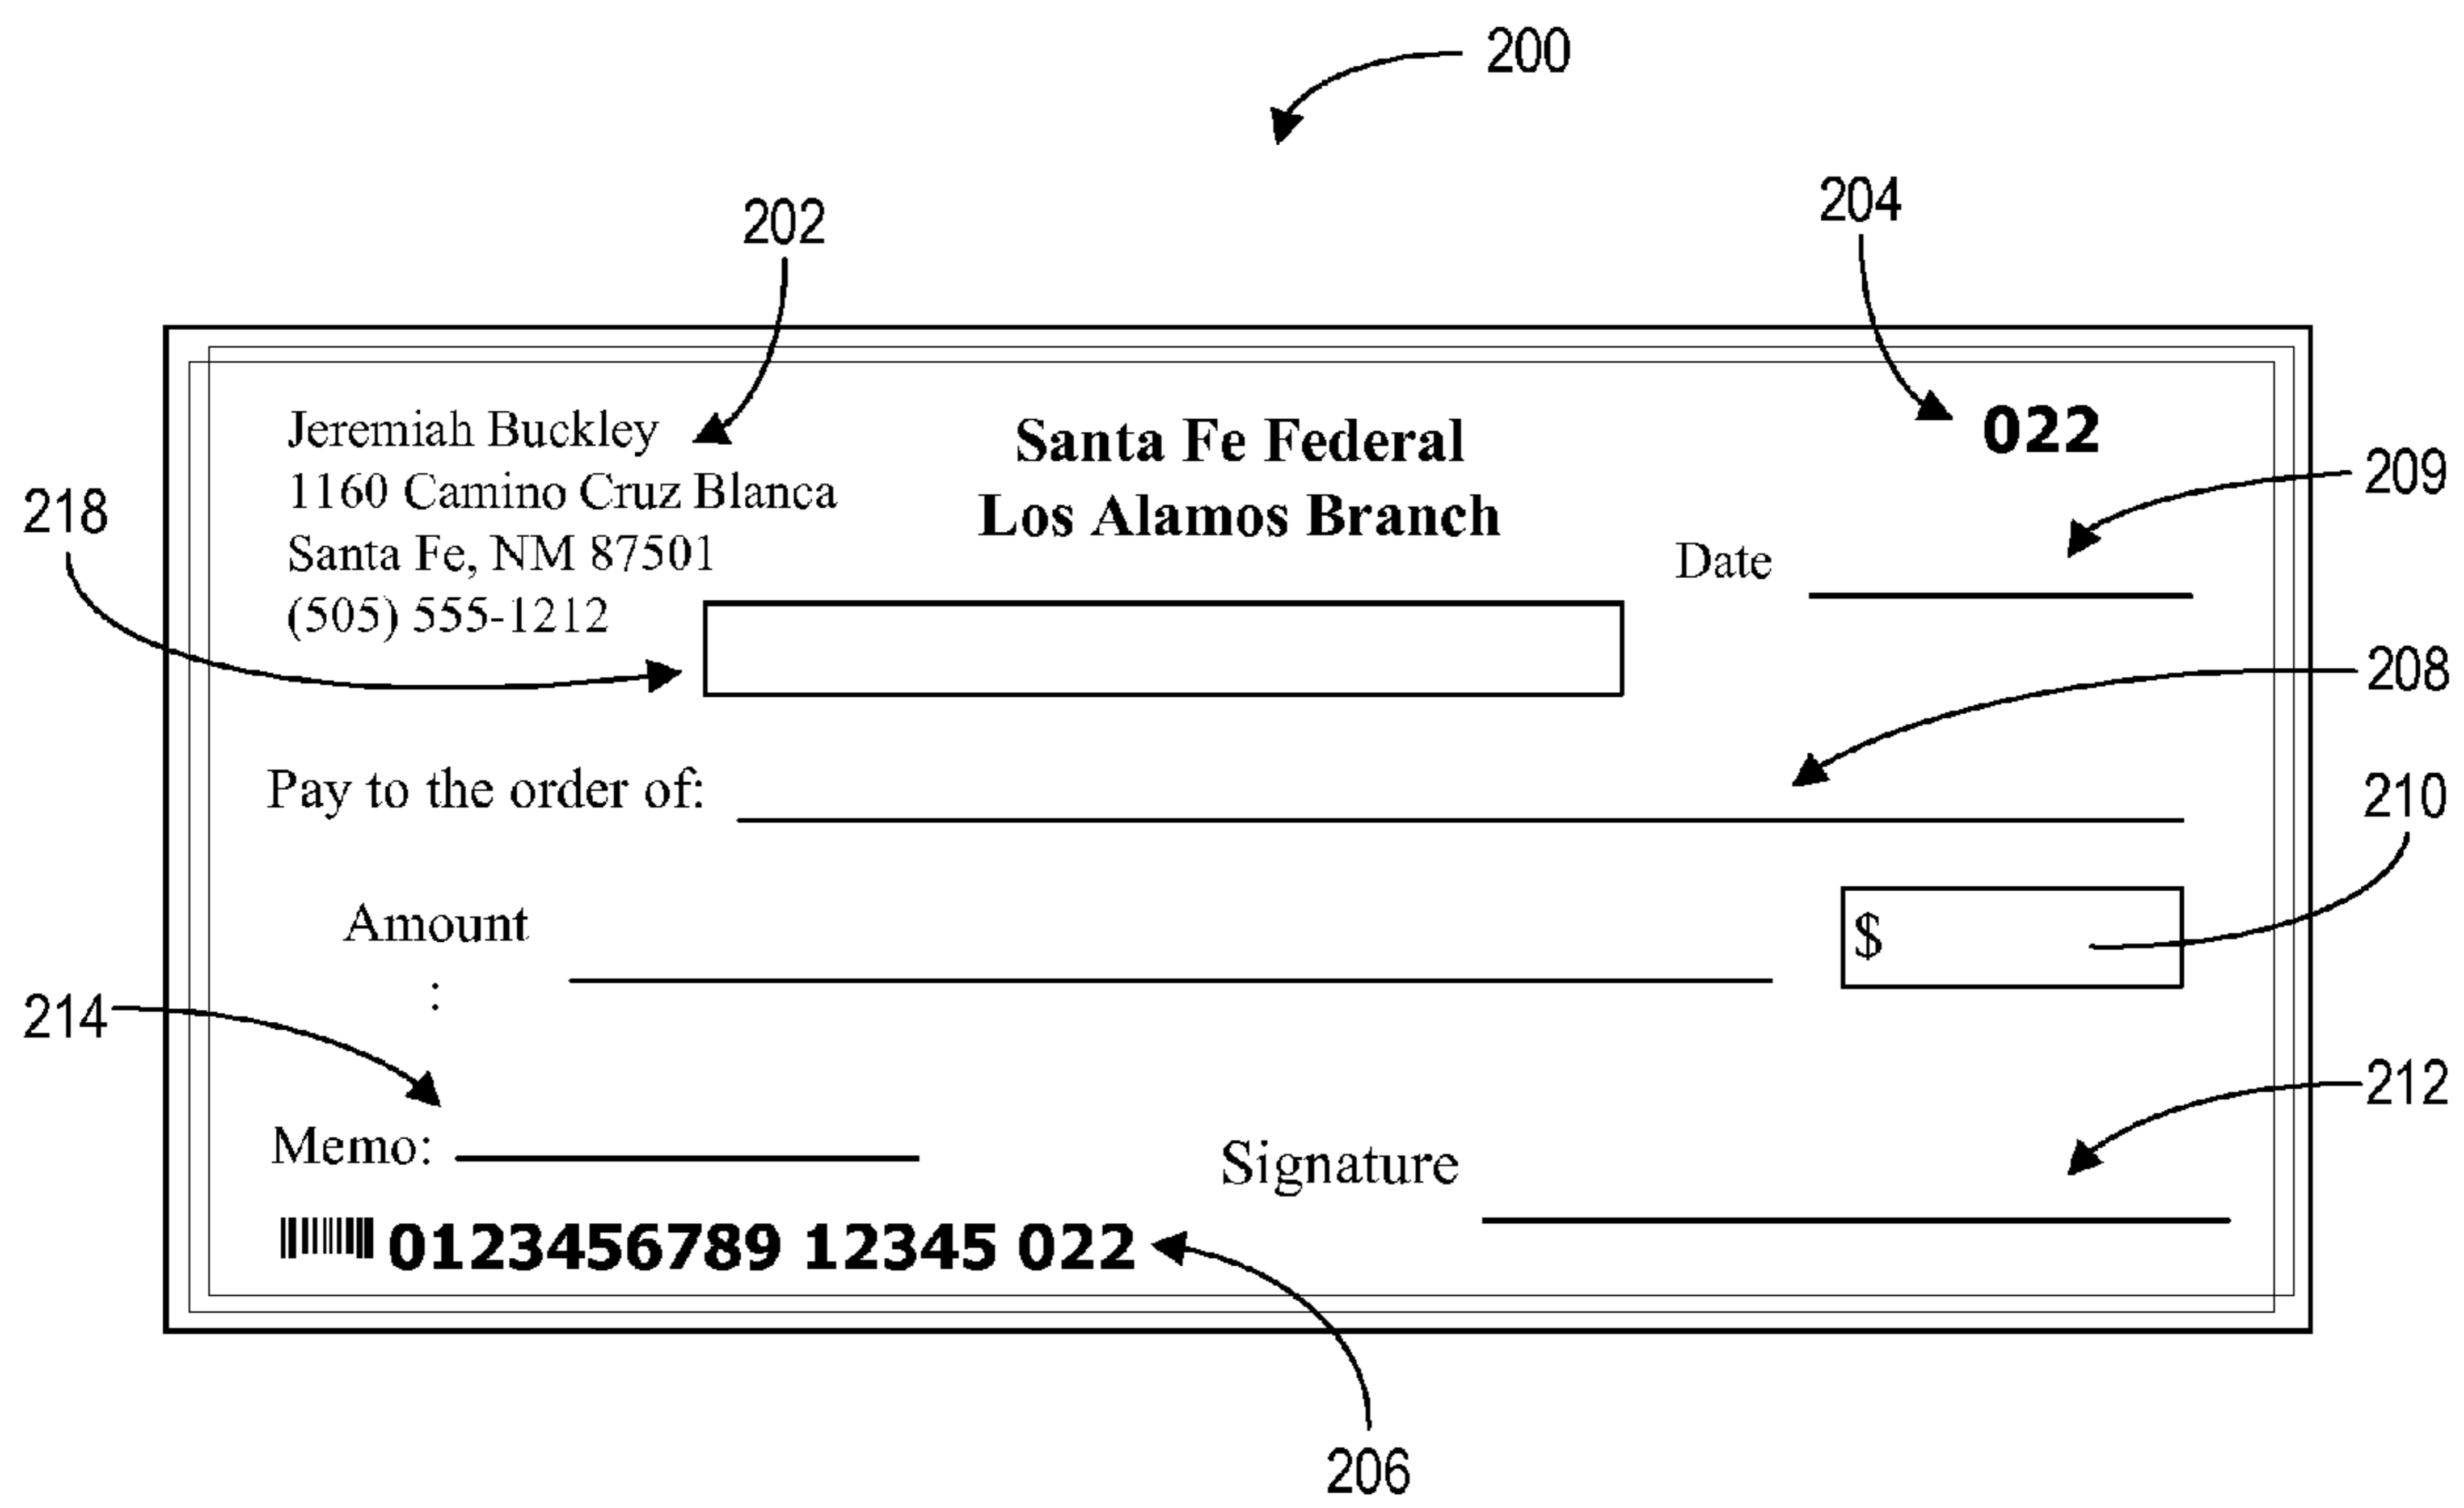 200
202
204
Jeremiah Buckley
1160 Camino Cruz Blanca
Santa Fe, NM 87501
(505) 555-1212
Santa Fe Federal
Los Alamos Branch
022
209
218
Date
208
Pay to the order of:
210
Amount
:
$
214
212
Memo:
Signature
0123456789 12345 022
206